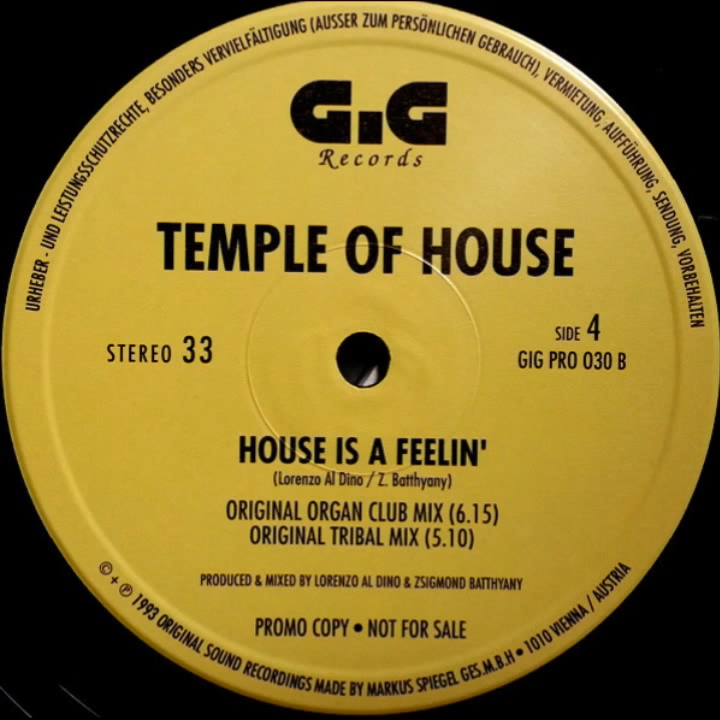 URHEBER - UND LEISTUNGSSCHUTZRECHTE, BESONDERS VERVIELFÄLTIGUNG (AUSSER ZUM PERSÖNLICHEN GEBRAUCH), VERMIETUNG, AUFFÜHRUNG, SENDUNG, VORBEHALTEN
GIG
Records
TEMPLE OF HOUSE
STEREO 33
SIDE 4
GIG PRO 030 B
HOUSE IS A FEELIN'
(Lorenzo Al Dino / Z. Batthyany)
ORIGINAL ORGAN CLUB MIX (6.15)
ORIGINAL TRIBAL MIX (5.10)
PRODUCED & MIXED BY LORENZO AL DINO & ZSIGMOND BATTHYANY
PROMO COPY • NOT FOR SALE
© + ℗ 1993 ORIGINAL SOUND RECORDINGS MADE BY MARKUS SPIEGEL GES.M.B.H • 1010 VIENNA / AUSTRIA